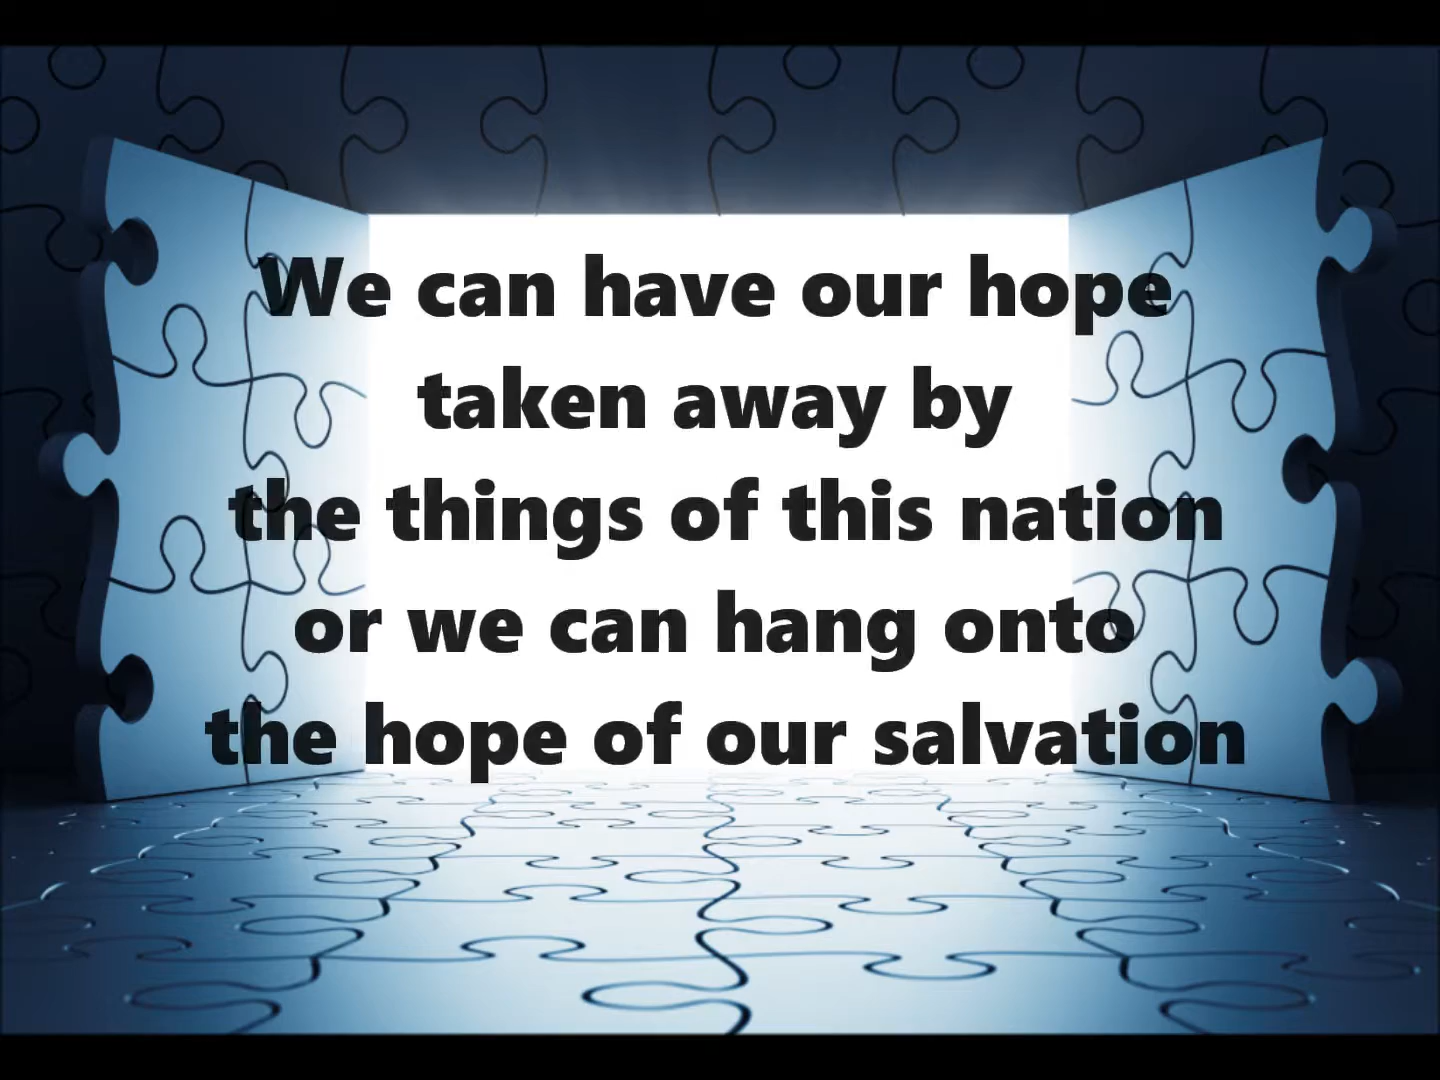 We can have our hope
taken away by
the things of this nation
or we can hang onto
the hope of our salvation